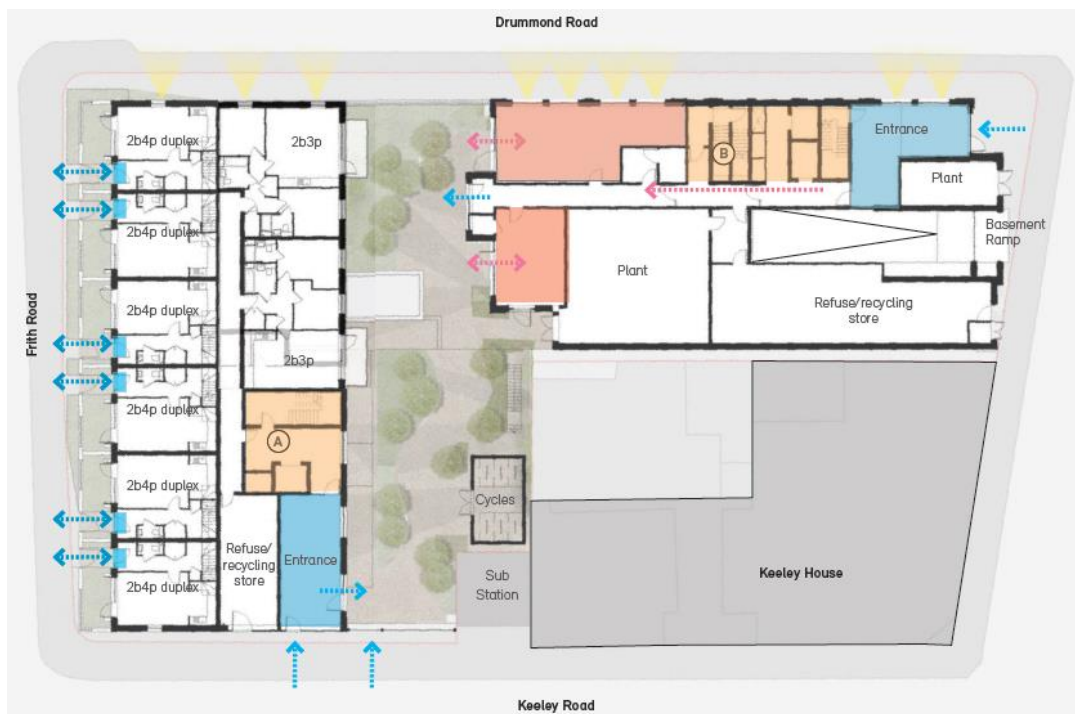 Drummond Road
2b4p duplex
2b3p
B
Entrance
Plant
Basement
Ramp
2b4p duplex
Plant
Refuse/recycling
store
2b4p duplex
Frith Road
2b3p
2b4p duplex
A
2b4p duplex
Cycles
Refuse/
recycling
store
Entrance
2b4p duplex
Sub
Station
Keeley House
Keeley Road